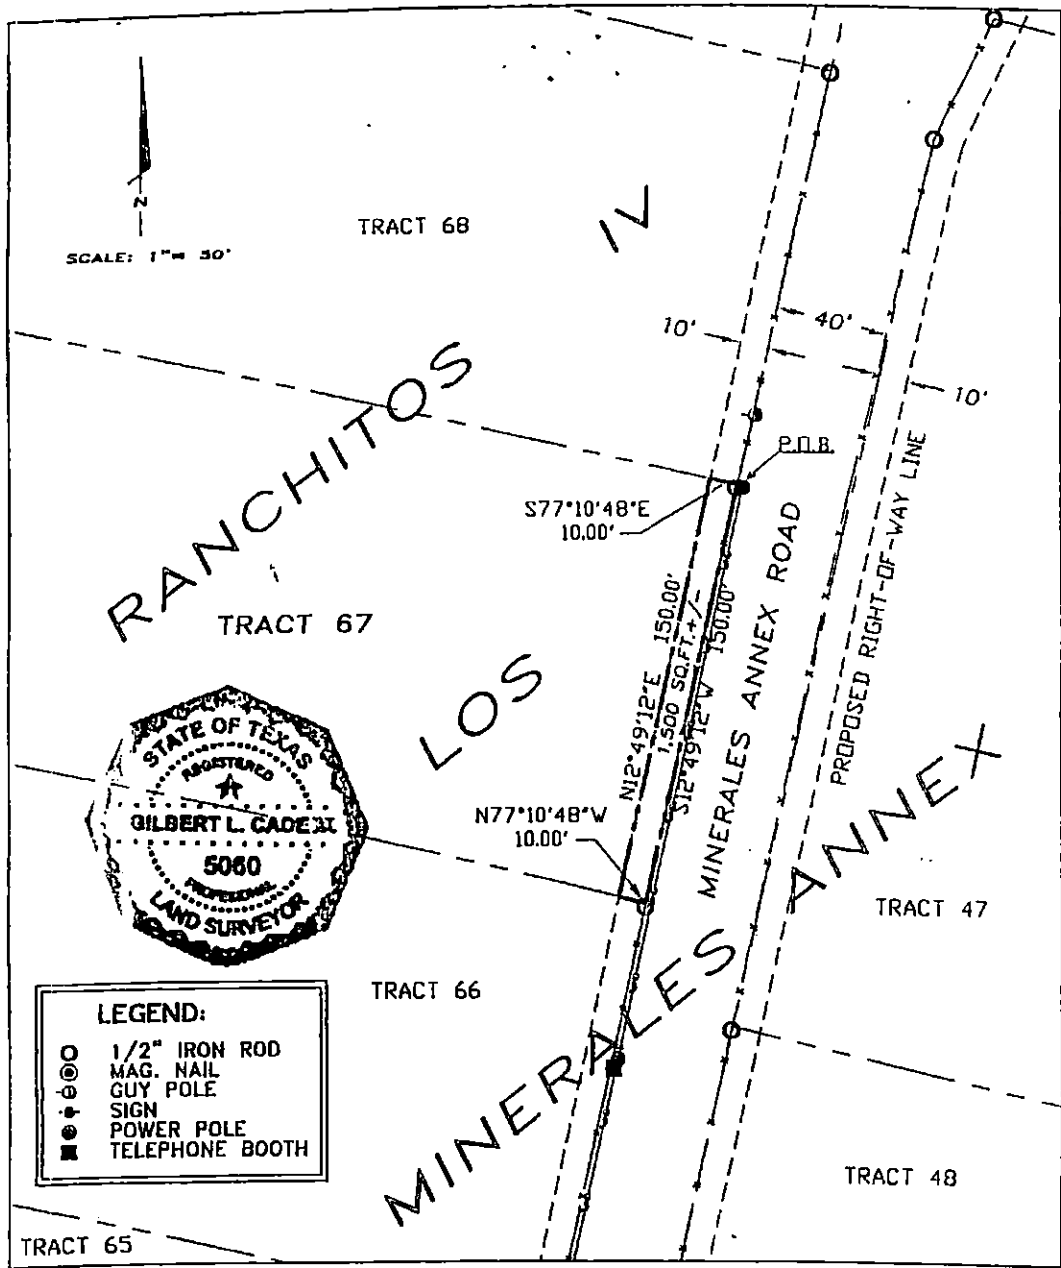 TRACT 68
IV
N
SCALE: 1"= 50'
10'
40'
10'
RANCHITOS
P.O.B.
S77°10'48"E
10.00'
TRACT 67
LOS
N12°49'12"E 150.00'
1,500 SQ.FT.+/-
S12°49'12"W 150.00'
MINERALES ANNEX ROAD
PROPOSED RIGHT-OF-WAY LINE
STATE OF TEXAS
REGISTERED
GILBERT L. CADE
5060
PROFESSIONAL
LAND SURVEYOR
N77°10'48"W
10.00'
MINERALES ANNEX
TRACT 47
TRACT 66
LEGEND:
1/2" IRON ROD
MAG. NAIL
GUY POLE
SIGN
POWER POLE
TELEPHONE BOOTH
TRACT 48
TRACT 65